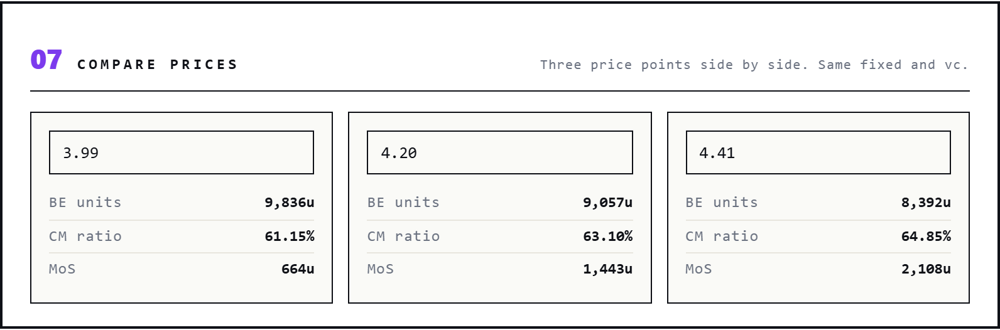 07 COMPARE PRICES Three price points side by side. Same fixed and vc.
3.99 4.20 4.41
BE units 9,836u BE units 9,057u BE units 8,392u
CM ratio 61.15% CM ratio 63.10% CM ratio 64.85%
MoS 664u MoS 1,443u MoS 2,108u